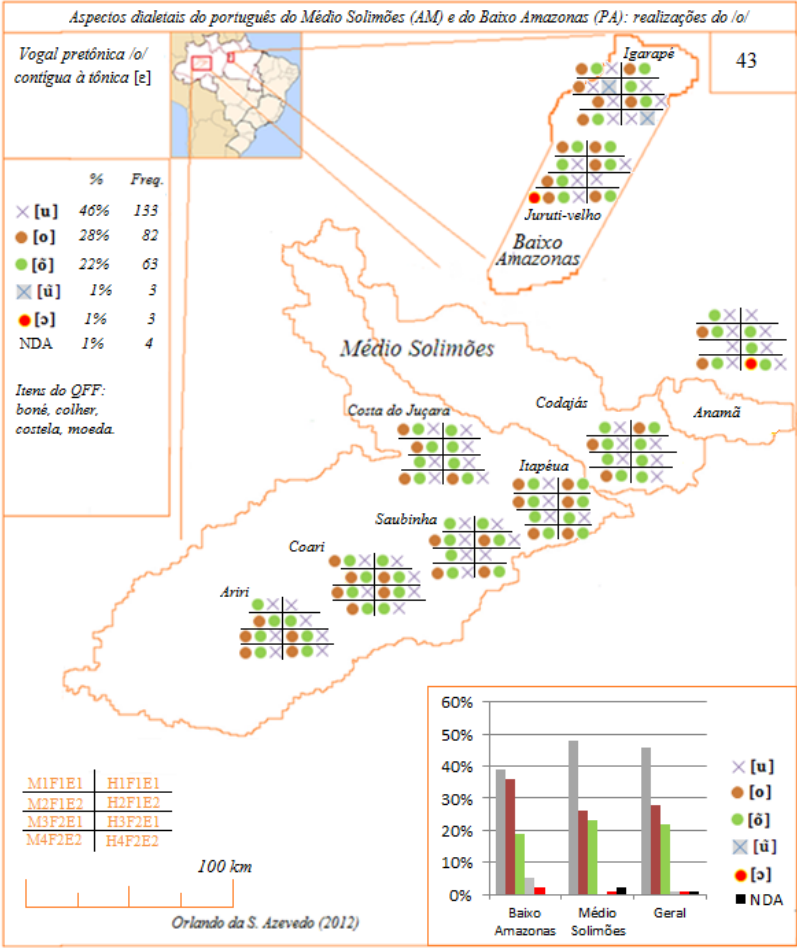 Aspectos dialetais do português do Médio Solimões (AM) e do Baixo Amazonas (PA): realizações do /o/
Vogal pretônica /o/
contígua à tônica [ɛ]
43
% Freq.
[u] 46% 133
[o] 28% 82
[õ] 22% 63
[ũ] 1% 3
[ɔ] 1% 3
NDA 1% 4
Itens do QFF:
boné, colher,
costela, moeda.
Igarapé
Juruti-velho
Baixo
Amazonas
Médio Solimões
Costa do Juçara
Codajás
Anamã
Itapéua
Saubinha
Coari
Ariri
M1F1E1 H1F1E1
M2F1E2 H2F1E2
M3F2E1 H3F2E1
M4F2E2 H4F2E2
100 km
Orlando da S. Azevedo (2012)
60%
50%
40%
30%
20%
10%
0%
Baixo
Amazonas
Médio
Solimões
Geral
[u]
[o]
[õ]
[ũ]
[ɔ]
NDA